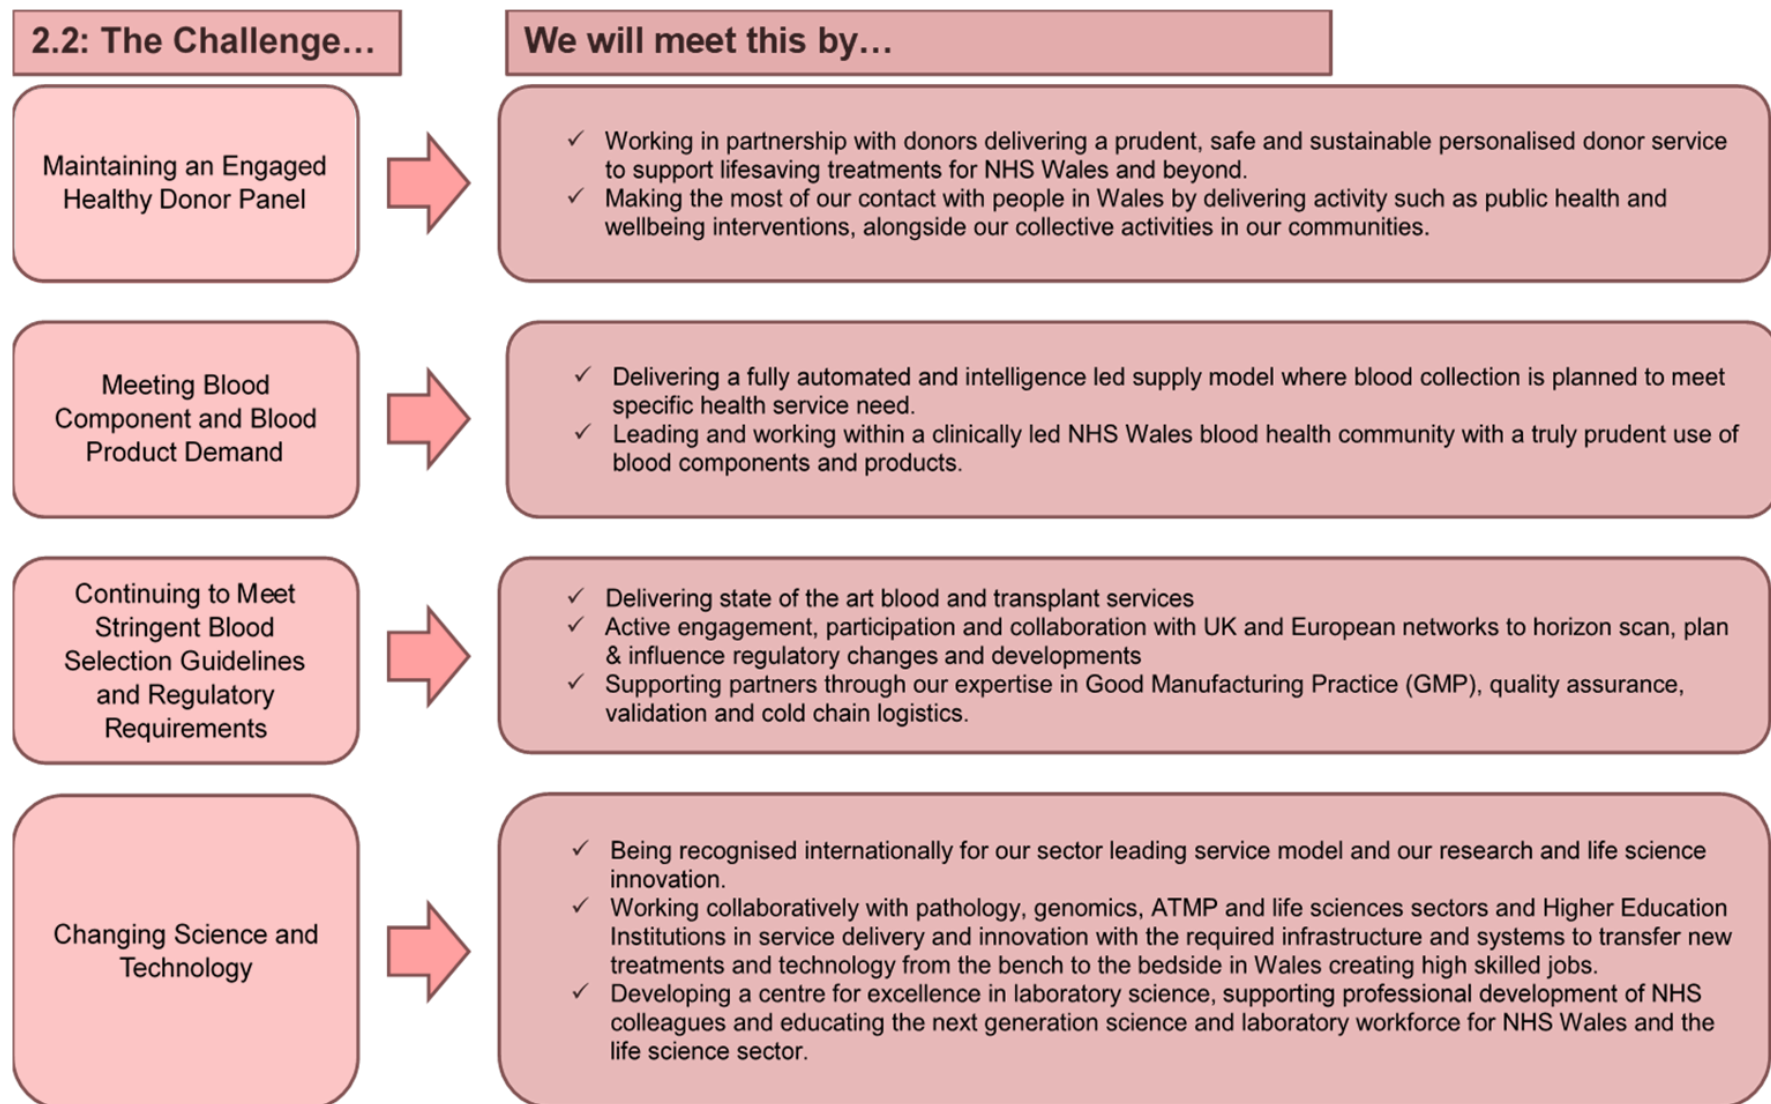 2.2: The Challenge…
We will meet this by…
Maintaining an Engaged
Healthy Donor Panel
✓ Working in partnership with donors delivering a prudent, safe and sustainable personalised donor service
to support lifesaving treatments for NHS Wales and beyond.
✓ Making the most of our contact with people in Wales by delivering activity such as public health and
wellbeing interventions, alongside our collective activities in our communities.
Meeting Blood
Component and Blood
Product Demand
✓ Delivering a fully automated and intelligence led supply model where blood collection is planned to meet
specific health service need.
✓ Leading and working within a clinically led NHS Wales blood health community with a truly prudent use of
blood components and products.
Continuing to Meet
Stringent Blood
Selection Guidelines
and Regulatory
Requirements
✓ Delivering state of the art blood and transplant services
✓ Active engagement, participation and collaboration with UK and European networks to horizon scan, plan
& influence regulatory changes and developments
✓ Supporting partners through our expertise in Good Manufacturing Practice (GMP), quality assurance,
validation and cold chain logistics.
Changing Science and
Technology
✓ Being recognised internationally for our sector leading service model and our research and life science
innovation.
✓ Working collaboratively with pathology, genomics, ATMP and life sciences sectors and Higher Education
Institutions in service delivery and innovation with the required infrastructure and systems to transfer new
treatments and technology from the bench to the bedside in Wales creating high skilled jobs.
✓ Developing a centre for excellence in laboratory science, supporting professional development of NHS
colleagues and educating the next generation science and laboratory workforce for NHS Wales and the
life science sector.